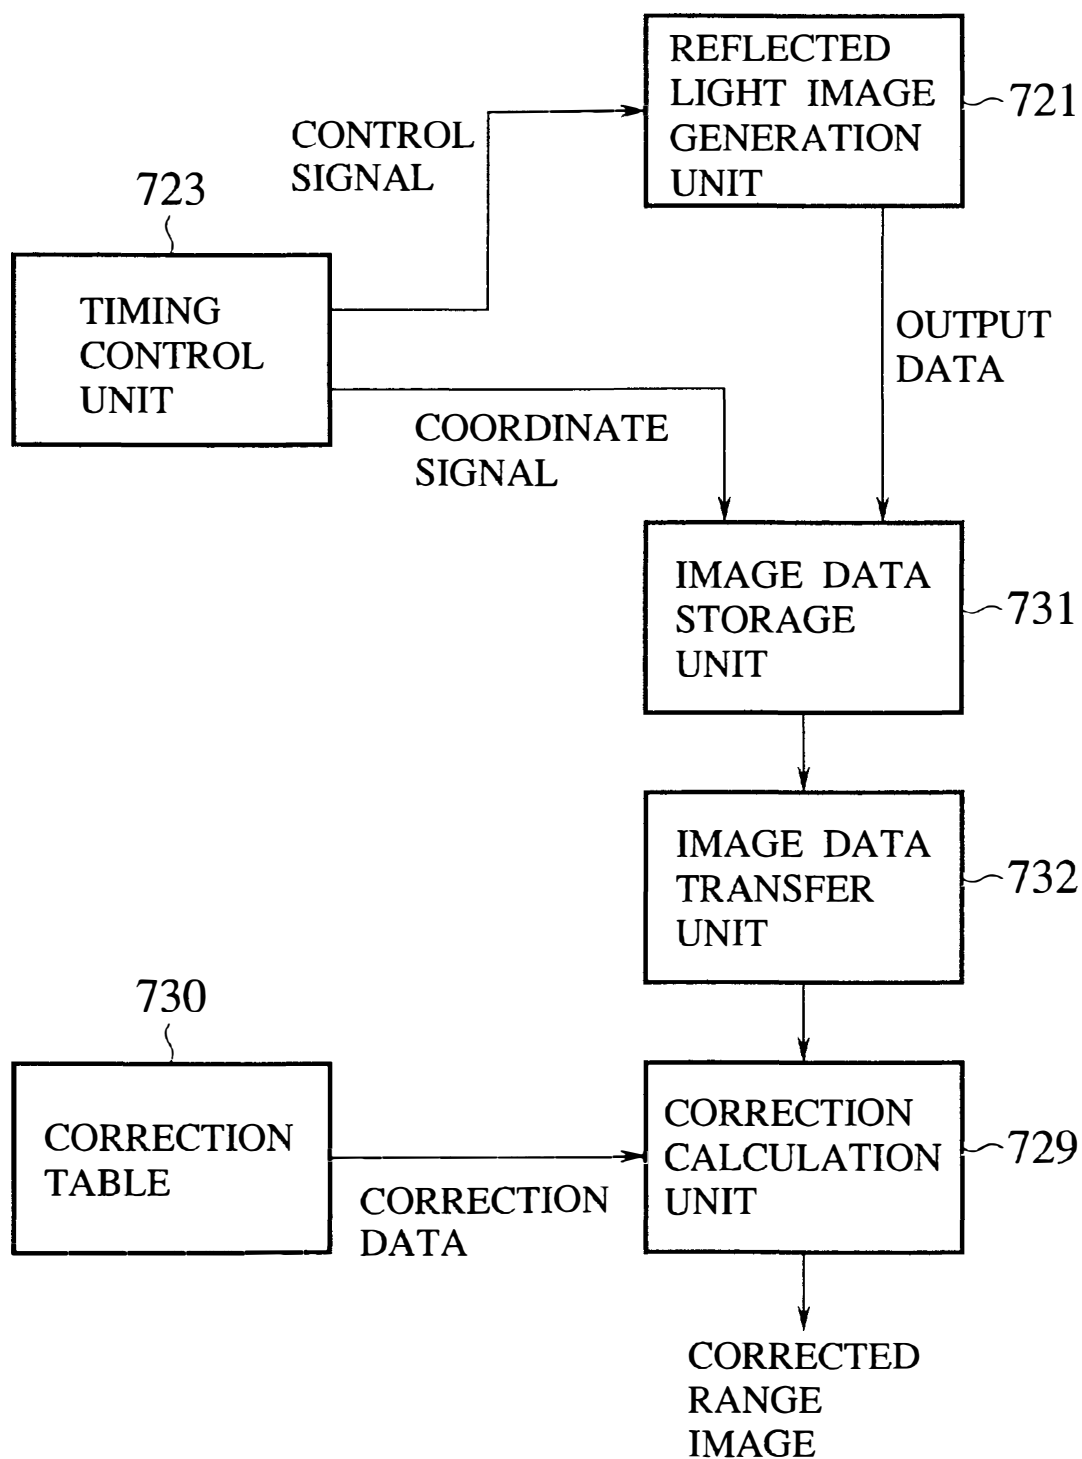 REFLECTED
LIGHT IMAGE
GENERATION
UNIT
721
CONTROL
SIGNAL
723
TIMING
CONTROL
UNIT
OUTPUT
DATA
COORDINATE
SIGNAL
IMAGE DATA
STORAGE
UNIT
731
IMAGE DATA
TRANSFER
UNIT
732
730
CORRECTION
TABLE
CORRECTION
DATA
CORRECTION
CALCULATION
UNIT
729
CORRECTED
RANGE
IMAGE